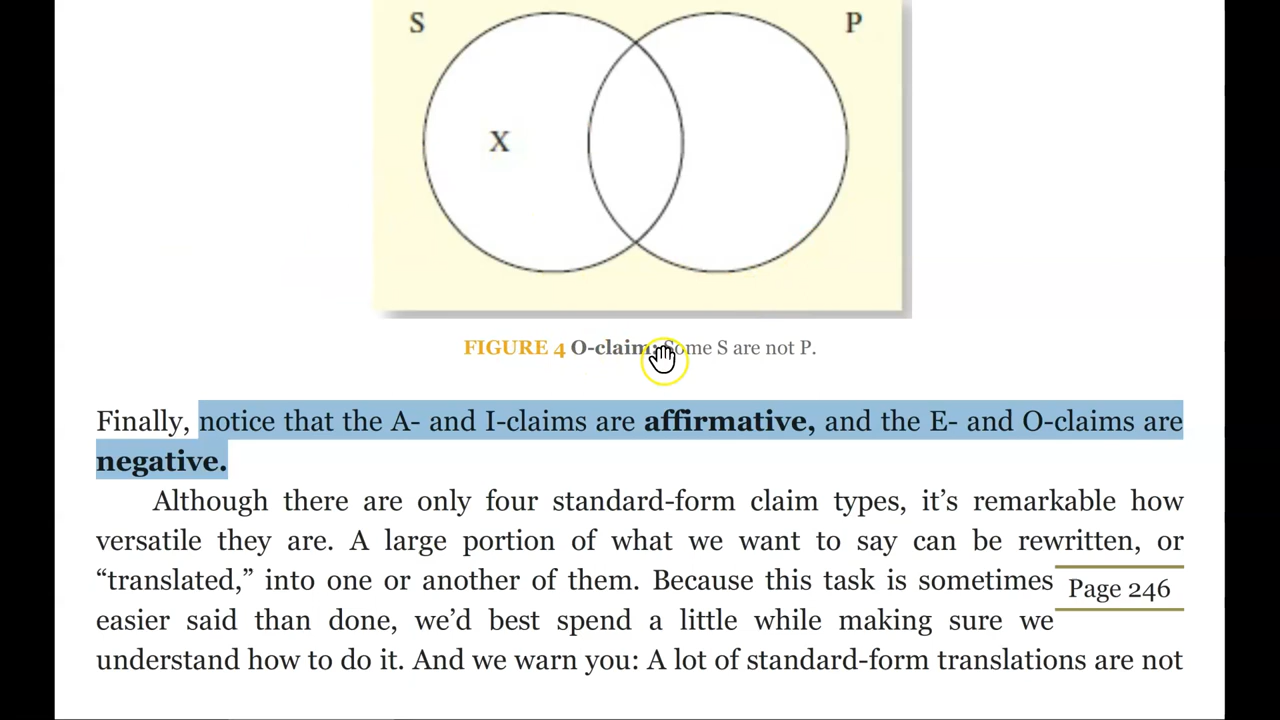 S P
X
FIGURE 4 O-claim: Some S are not P.
Finally, notice that the A- and I-claims are affirmative, and the E- and O-claims are
negative.
Although there are only four standard-form claim types, it’s remarkable how
versatile they are. A large portion of what we want to say can be rewritten, or
“translated,” into one or another of them. Because this task is sometimes
Page 246
easier said than done, we’d best spend a little while making sure we
understand how to do it. And we warn you: A lot of standard-form translations are not